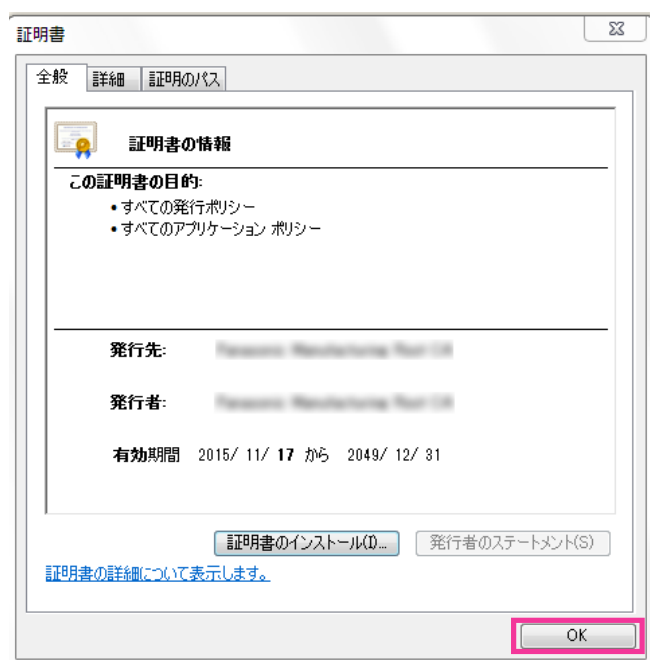 証明書
全般 詳細 証明のパス
証明書の情報
この証明書の目的:
• すべての発行ポリシー
• すべてのアプリケーション ポリシー
発行先:
発行者:
有効期間 2015/ 11/ 17 から 2049/ 12/ 31
証明書のインストール(I)... 発行者のステートメント(S)
証明書の詳細について表示します。
OK